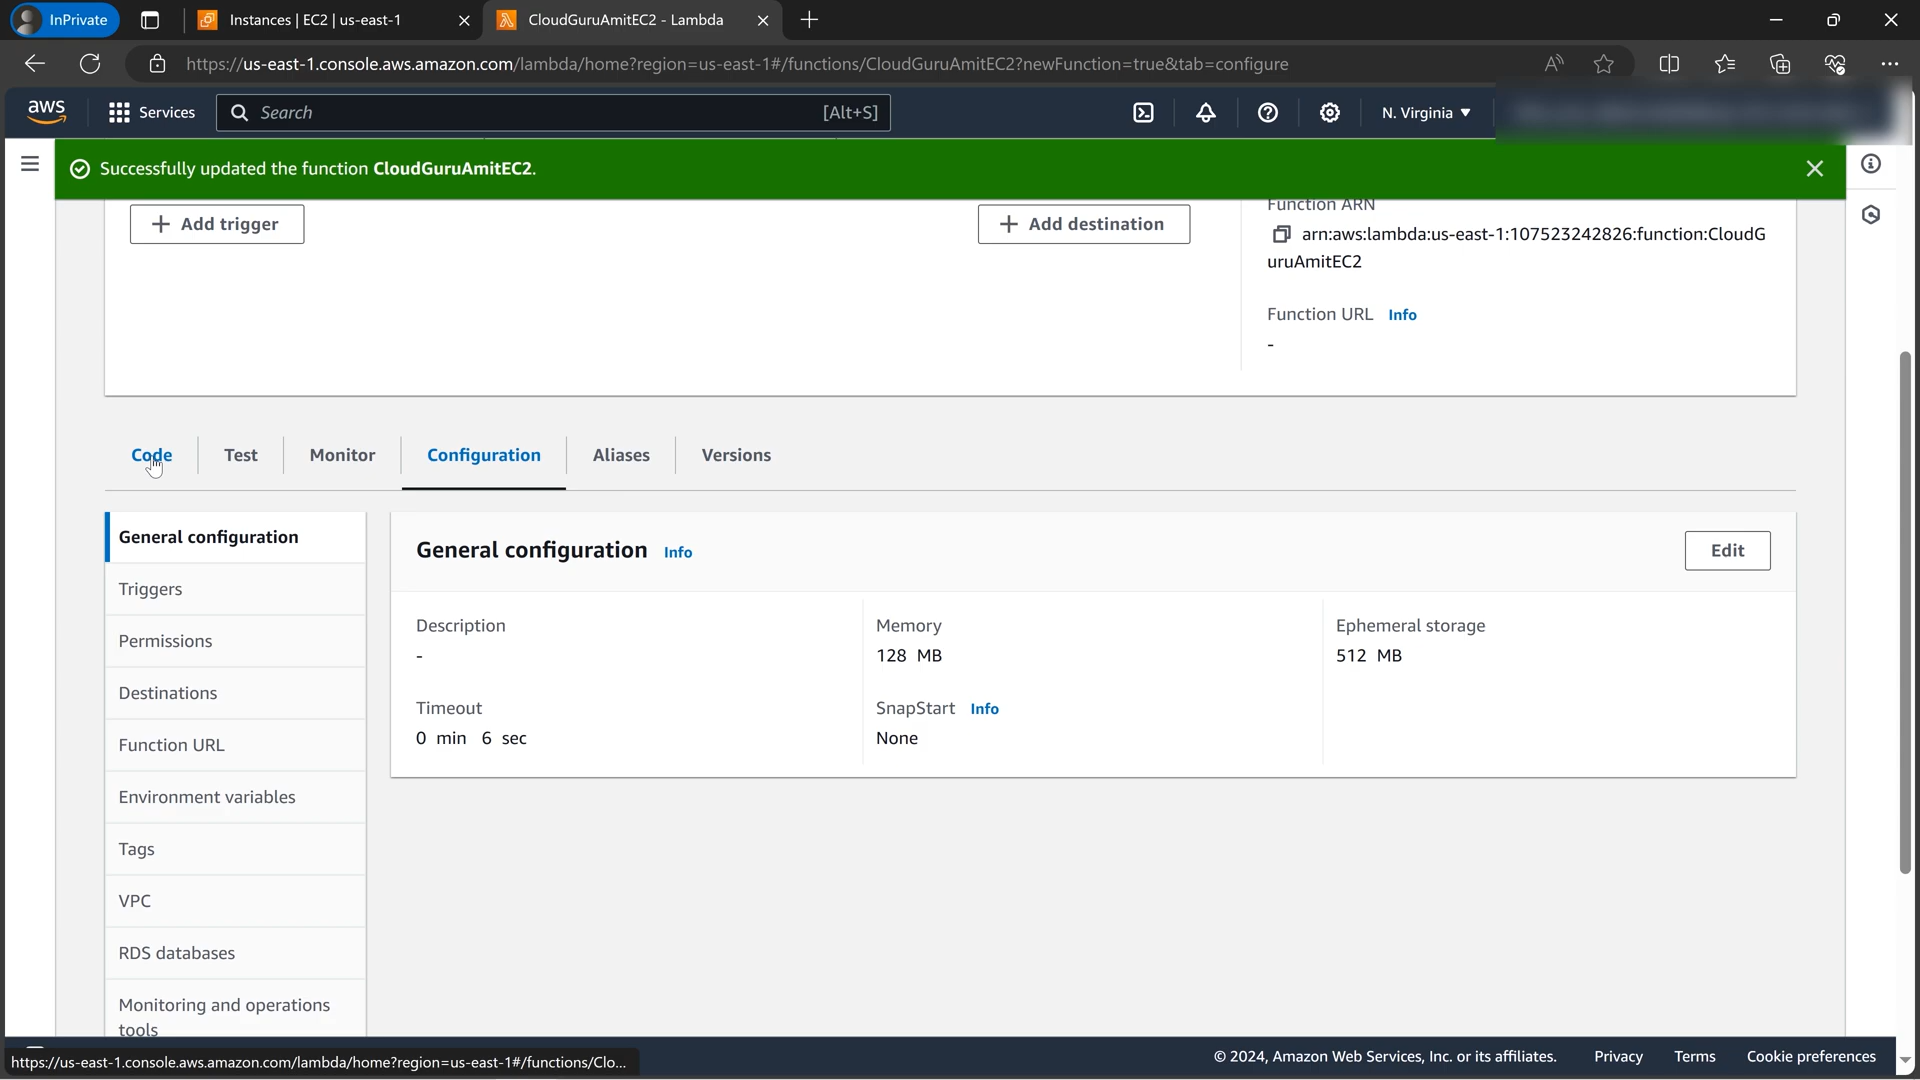 InPrivate
Instances | EC2 | us-east-1
CloudGuruAmitEC2 - Lambda
https://us-east-1.console.aws.amazon.com/lambda/home?region=us-east-1#/functions/CloudGuruAmitEC2?newFunction=true&tab=configure
aws
Services
Search
[Alt+S]
N. Virginia
Successfully updated the function CloudGuruAmitEC2.
Add trigger
Add destination
Function ARN
arn:aws:lambda:us-east-1:107523242826:function:CloudG
uruAmitEC2
Function URL Info
-
Code
Test
Monitor
Configuration
Aliases
Versions
General configuration
Triggers
Permissions
Destinations
Function URL
Environment variables
Tags
VPC
RDS databases
Monitoring and operations
tools
General configuration Info
Edit
Description
-
Memory
128 MB
Ephemeral storage
512 MB
Timeout
0 min 6 sec
SnapStart Info
None
https://us-east-1.console.aws.amazon.com/lambda/home?region=us-east-1#/functions/Clo...
© 2024, Amazon Web Services, Inc. or its affiliates.
Privacy
Terms
Cookie preferences